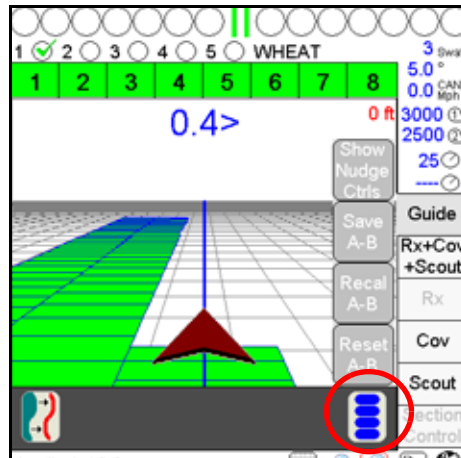 1 2 3 4 5 WHEAT
3 Swa
5.0 °
0.0 CAN Mph
1 2 3 4 5 6 7 8
0.4>
0 ft
3000 1
2500 2
25
----
Show
Nudge
Ctrls
Save
A-B
Recal
A-B
Reset
A-B
Guide
Rx+Cov
+Scout
Rx
Cov
Scout
Section
Control